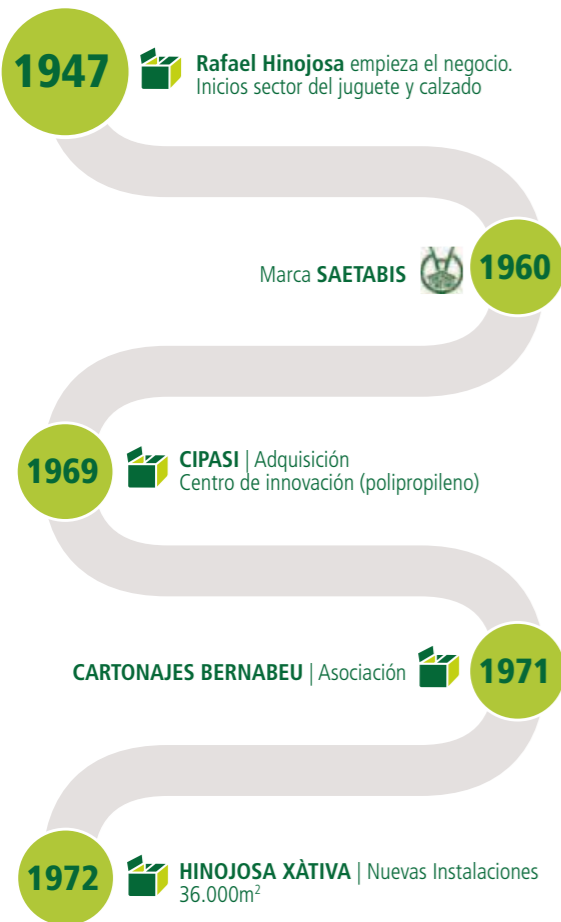 1947
Rafael Hinojosa empieza el negocio.
Inicios sector del juguete y calzado
Marca SAETABIS
1960
1969
CIPASI | Adquisición
Centro de innovación (polipropileno)
CARTONAJES BERNABEU | Asociación
1971
1972
HINOJOSA XÀTIVA | Nuevas Instalaciones
36.000m²